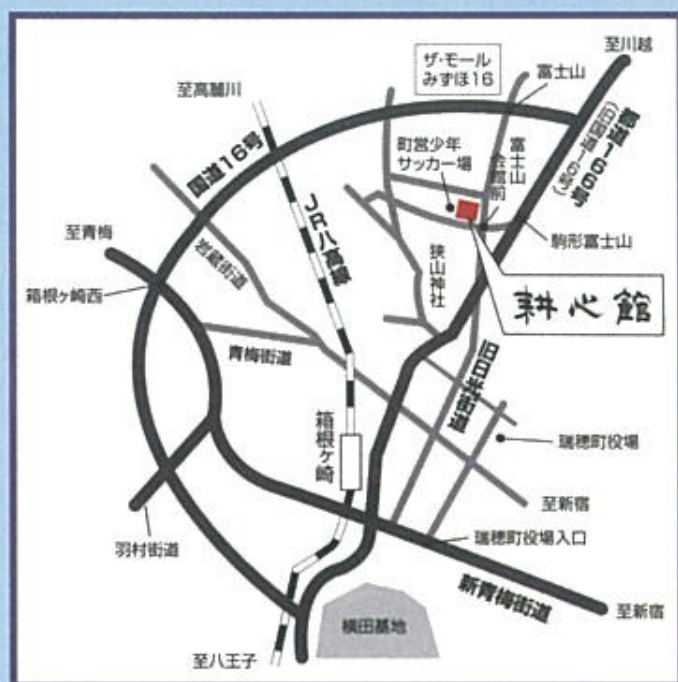 至川越
ザ・モール
みずほ16
富士山
至高麗川
都道166号
(旧国道16号)
国道16号
町営少年
サッカー場
富士山
会館前
JR八高線
至青梅
岩蔵街道
駒形富士山
狭山神社
箱根ヶ崎西
耕心館
青梅街道
旧日光街道
箱根ヶ崎
瑞穂町役場
至新宿
羽村街道
瑞穂町役場入口
新青梅街道
至新宿
横田基地
至八王子